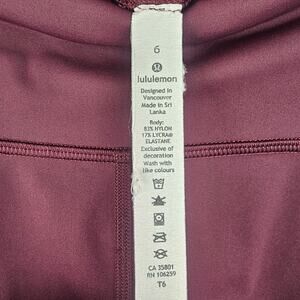 6
lululemon
Designed in
Vancouver
Made in Sri
Lanka
Body:
83% NYLON
17% LYCRA®
ELASTANE
Exclusive of
decoration
Wash with
like colours
CA 35801
RN 106259
T6